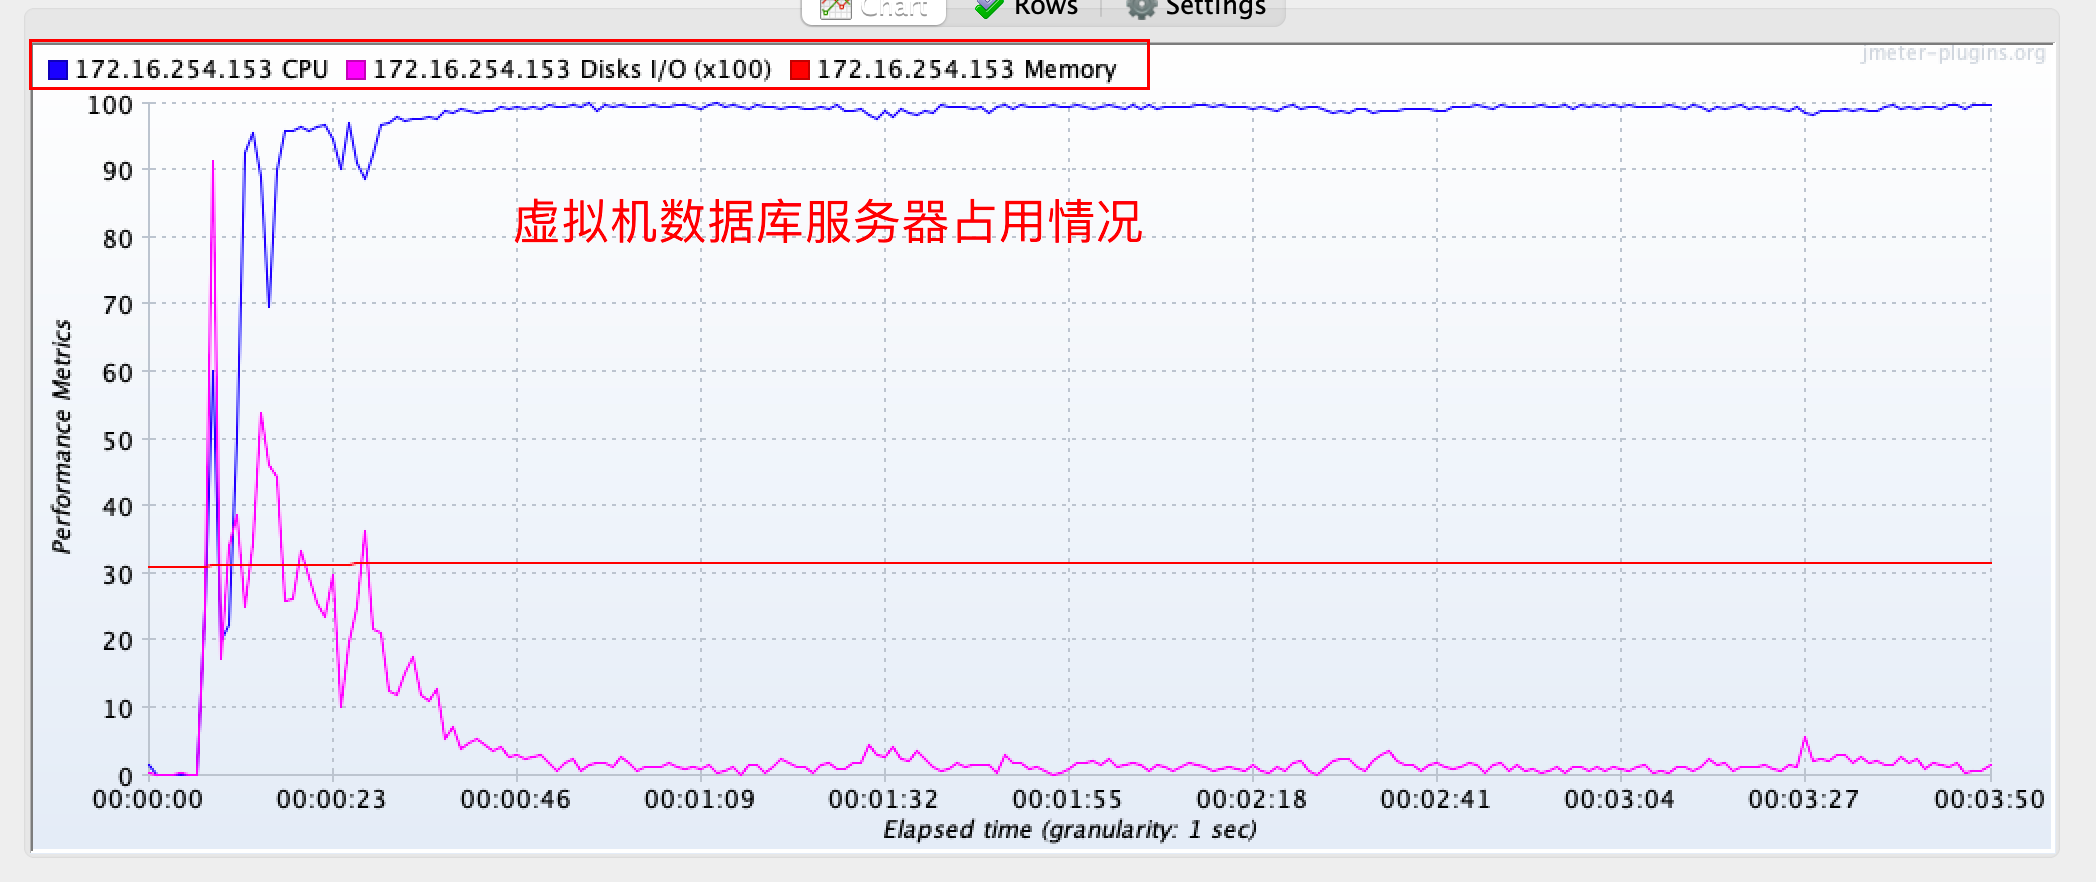 Chart Rows Settings
jmeter-plugins.org
172.16.254.153 CPU 172.16.254.153 Disks I/O (x100) 172.16.254.153 Memory
100
90
虚拟机数据库服务器占用情况
80
70
60
50
40
30
20
10
0
Performance Metrics
00:00:00 00:00:23 00:00:46 00:01:09 00:01:32 00:01:55 00:02:18 00:02:41 00:03:04 00:03:27 00:03:50
Elapsed time (granularity: 1 sec)